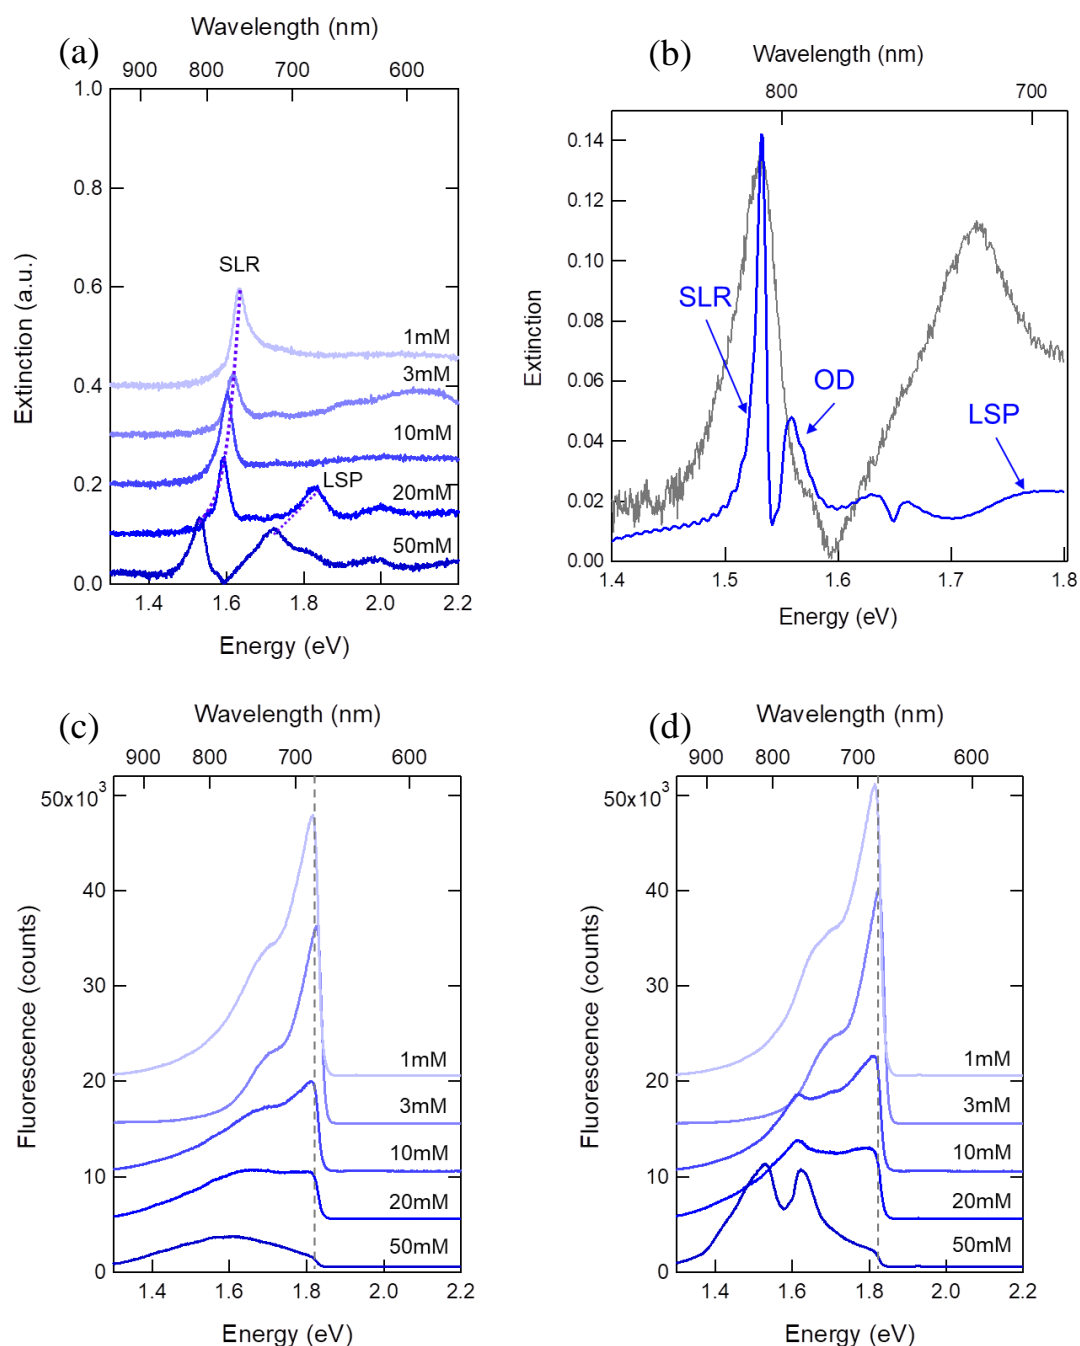 (a)
Wavelength (nm)
900 800 700 600
1.0
0.8
0.6
0.4
0.2
0.0
Extinction (a.u.)
SLR
1mM
3mM
10mM
LSP
20mM
50mM
1.4 1.6 1.8 2.0 2.2
Energy (eV)
(b)
Wavelength (nm)
800 700
0.14
0.12
0.10
0.08
0.06
0.04
0.02
0.00
Extinction
SLR
OD
LSP
1.4 1.5 1.6 1.7 1.8
Energy (eV)
(c)
Wavelength (nm)
900 800 700 600
50x10³
40
30
20
10
0
Fluorescence (counts)
1mM
3mM
10mM
20mM
50mM
1.4 1.6 1.8 2.0 2.2
Energy (eV)
(d)
Wavelength (nm)
900 800 700 600
50x10³
40
30
20
10
0
Fluorescence (counts)
1mM
3mM
10mM
20mM
50mM
1.4 1.6 1.8 2.0 2.2
Energy (eV)